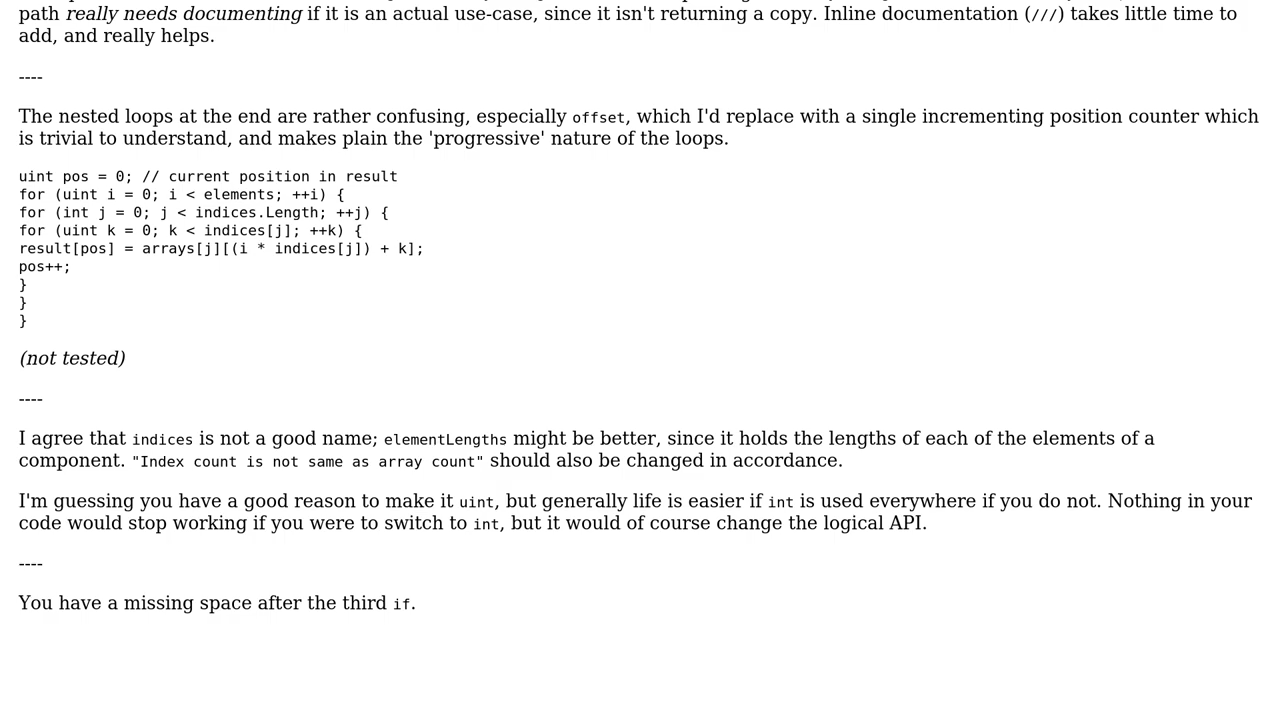 path really needs documenting if it is an actual use-case, since it isn't returning a copy. Inline documentation (///) takes little time to
add, and really helps.
----
The nested loops at the end are rather confusing, especially offset, which I'd replace with a single incrementing position counter which
is trivial to understand, and makes plain the 'progressive' nature of the loops.
uint pos = 0; // current position in result
for (uint i = 0; i < elements; ++i) {
for (int j = 0; j < indices.Length; ++j) {
for (uint k = 0; k < indices[j]; ++k) {
result[pos] = arrays[j][(i * indices[j]) + k];
pos++;
}
}
}
(not tested)
----
I agree that indices is not a good name; elementLengths might be better, since it holds the lengths of each of the elements of a
component. "Index count is not same as array count" should also be changed in accordance.
I'm guessing you have a good reason to make it uint, but generally life is easier if int is used everywhere if you do not. Nothing in your
code would stop working if you were to switch to int, but it would of course change the logical API.
----
You have a missing space after the third if.